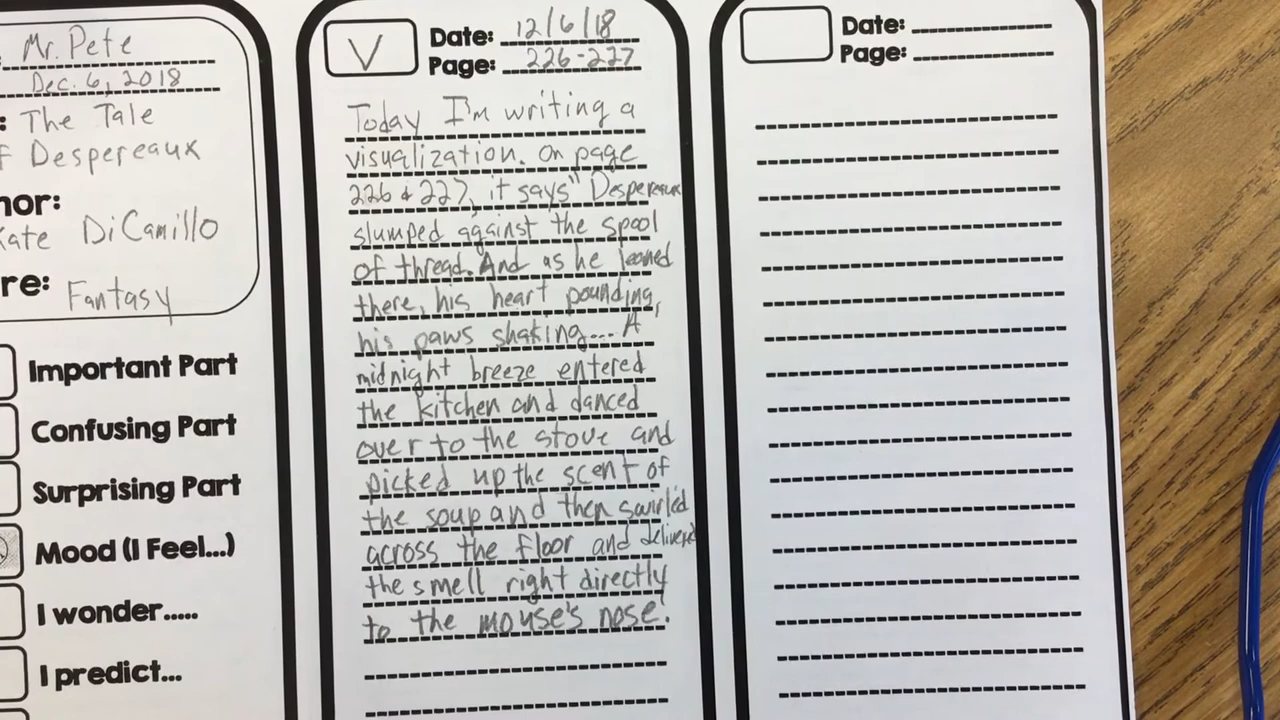 Mr. Pete
Dec. 6, 2018
: The Tale
f Despereaux
nor:
Kate DiCamillo
re: Fantasy
Important Part
Confusing Part
Surprising Part
Mood (I Feel...)
I wonder.....
I predict...
V
Date: 12/6/18
Page: 226-227
Today I'm writing a
visualization. On page
226 & 227, it says "Despereaux
slumped against the spool
of thread. And as he leaned
there, his heart pounding,
his paws shaking... A
midnight breeze entered
the kitchen and danced
over to the stove and
picked up the scent of
the soup and then swirled
across the floor and delivered
the smell right directly
to the mouse's nose.
Date:
Page: